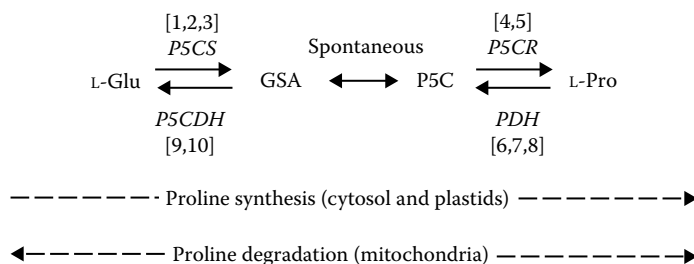 [1,2,3]
P5CS
Spontaneous
[4,5]
P5CR
L-Glu
GSA
P5C
L-Pro
P5CDH
[9,10]
PDH
[6,7,8]
Proline synthesis (cytosol and plastids)
Proline degradation (mitochondria)